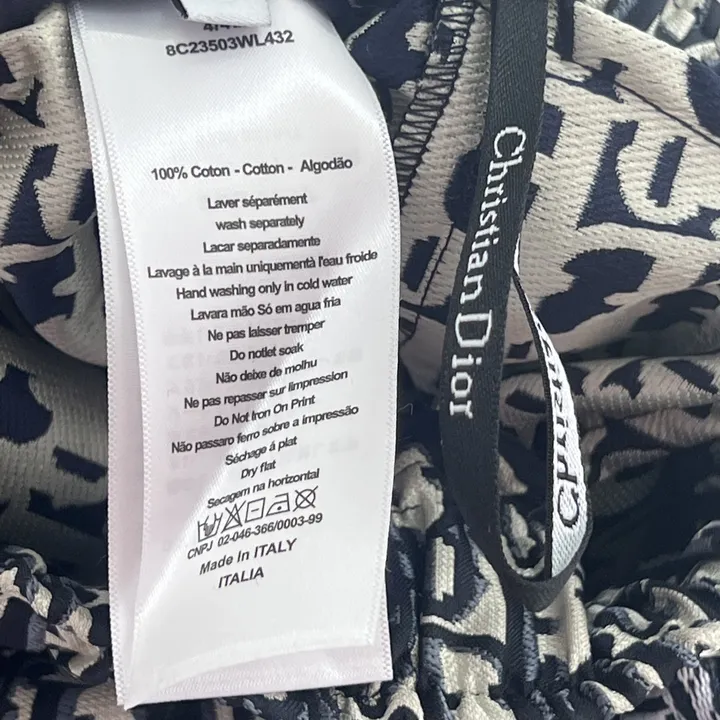 8C23503WL432
100% Coton - Cotton - Algodão
Laver séparément
wash separately
Lacar separadamente
Lavage à la main uniquementà l'eau froide
Hand washing only in cold water
Lavara mão Só em agua fria
Ne pas laisser tremper
Do notlet soak
Não deixe de molhu
Ne pas repasser sur limpression
Do Not Iron On Print
Não passaro ferro sobre a impressão
Séchage á plat
Dry flat
Secagem na horizontal
CNPJ 02-046-366/0003-99
Made In ITALY
ITALIA
Christian Dior